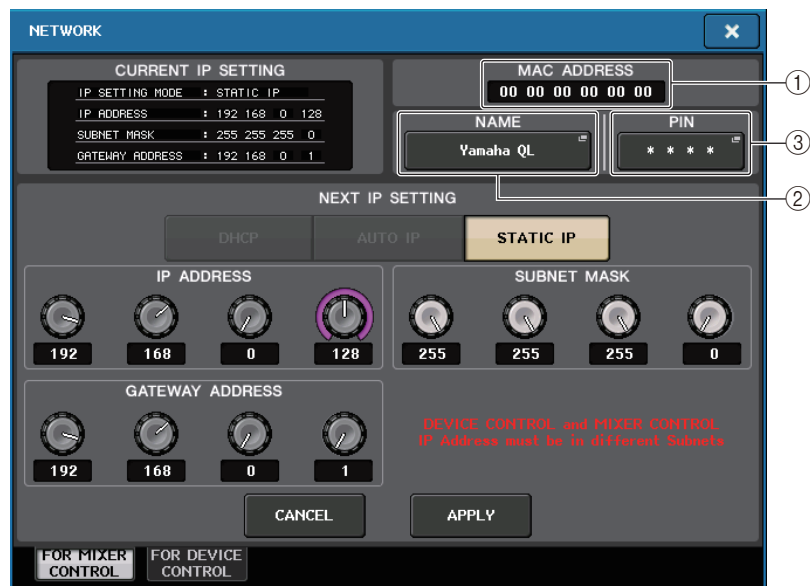 NETWORK
CURRENT IP SETTING
IP SETTING MODE : STATIC IP
IP ADDRESS : 192 168 0 128
SUBNET MASK : 255 255 255 0
GATEWAY ADDRESS : 192 168 0 1
MAC ADDRESS
00 00 00 00 00 00
1
NAME
Yamaha QL
2
PIN
* * * *
3
NEXT IP SETTING
DHCP
AUTO IP
STATIC IP
IP ADDRESS
192 168 0 128
SUBNET MASK
255 255 255 0
GATEWAY ADDRESS
192 168 0 1
DEVICE CONTROL and MIXER CONTROL
IP Address must be in different Subnets
CANCEL
APPLY
FOR MIXER
CONTROL
FOR DEVICE
CONTROL